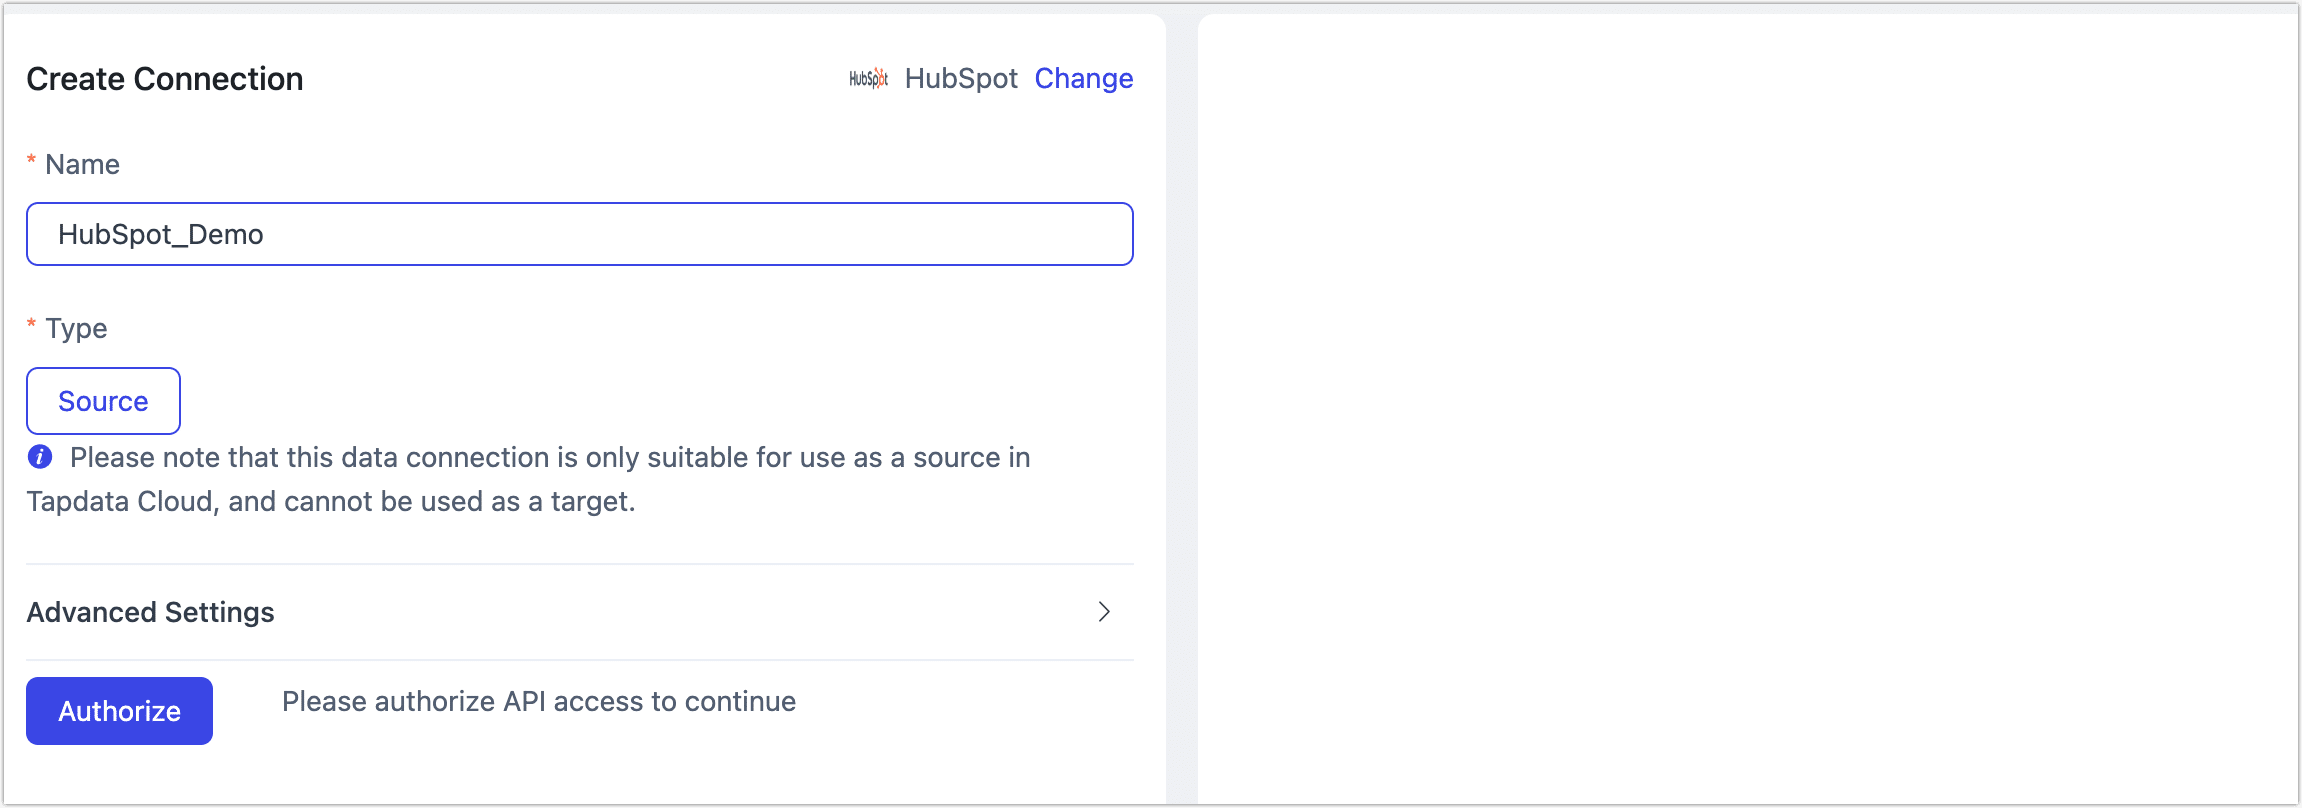 Create Connection
HubSpot HubSpot Change
* Name
HubSpot_Demo
* Type
Source
i Please note that this data connection is only suitable for use as a source in
Tapdata Cloud, and cannot be used as a target.
Advanced Settings
Authorize Please authorize API access to continue